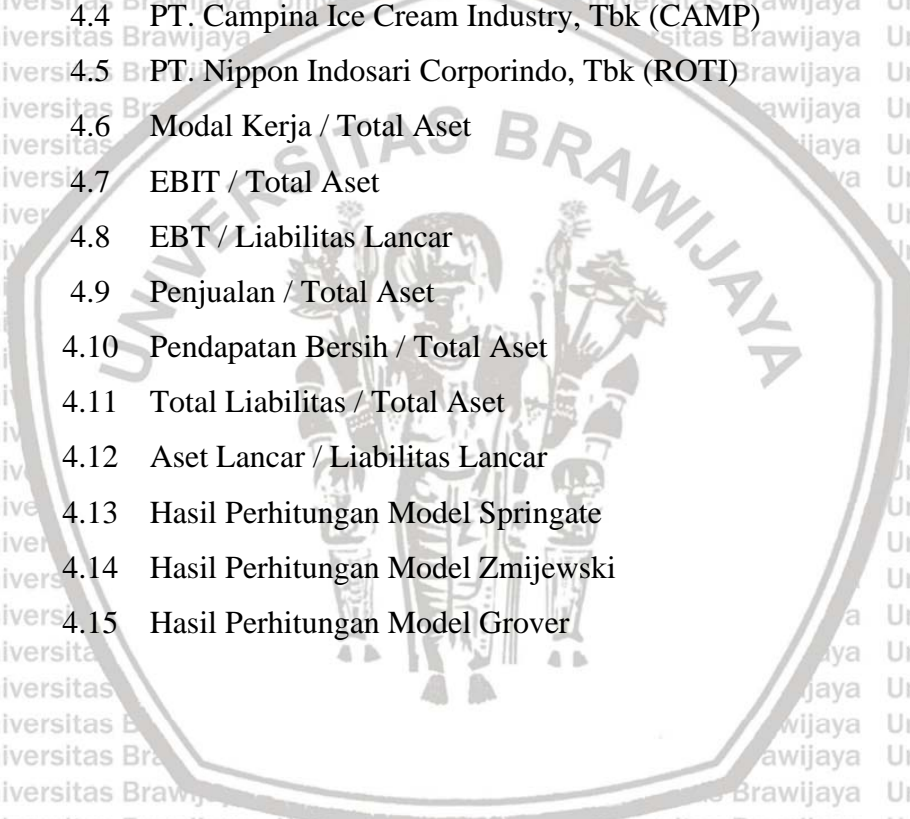 4.4 PT. Campina Ice Cream Industry, Tbk (CAMP)
4.5 PT. Nippon Indosari Corporindo, Tbk (ROTI)
4.6 Modal Kerja / Total Aset
4.7 EBIT / Total Aset
4.8 EBT / Liabilitas Lancar
4.9 Penjualan / Total Aset
4.10 Pendapatan Bersih / Total Aset
4.11 Total Liabilitas / Total Aset
4.12 Aset Lancar / Liabilitas Lancar
4.13 Hasil Perhitungan Model Springate
4.14 Hasil Perhitungan Model Zmijewski
4.15 Hasil Perhitungan Model Grover
UNIVERSITAS BRAWIJAYA